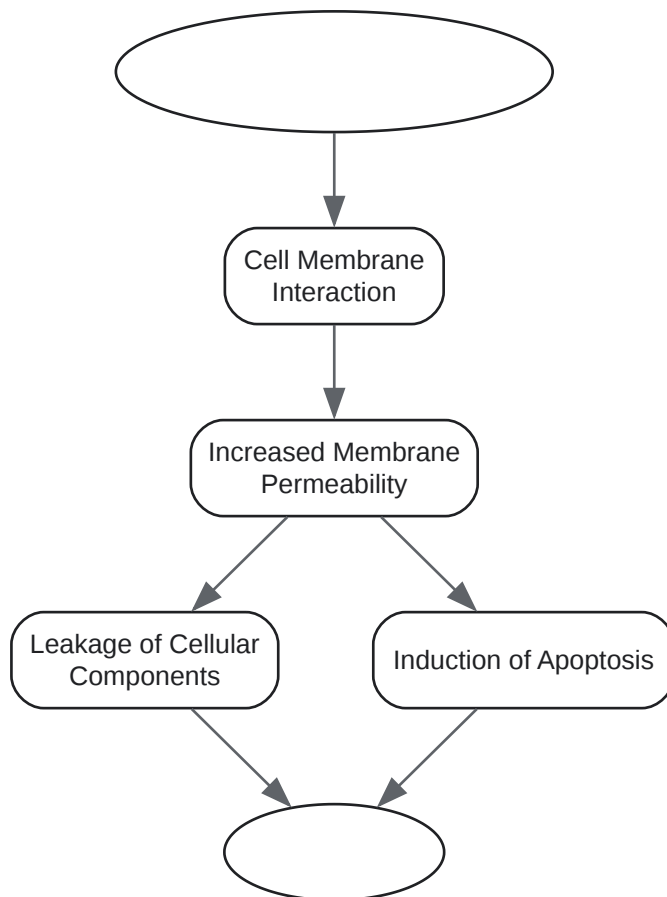 Cell Membrane
Interaction
Increased Membrane
Permeability
Leakage of Cellular
Components
Induction of Apoptosis